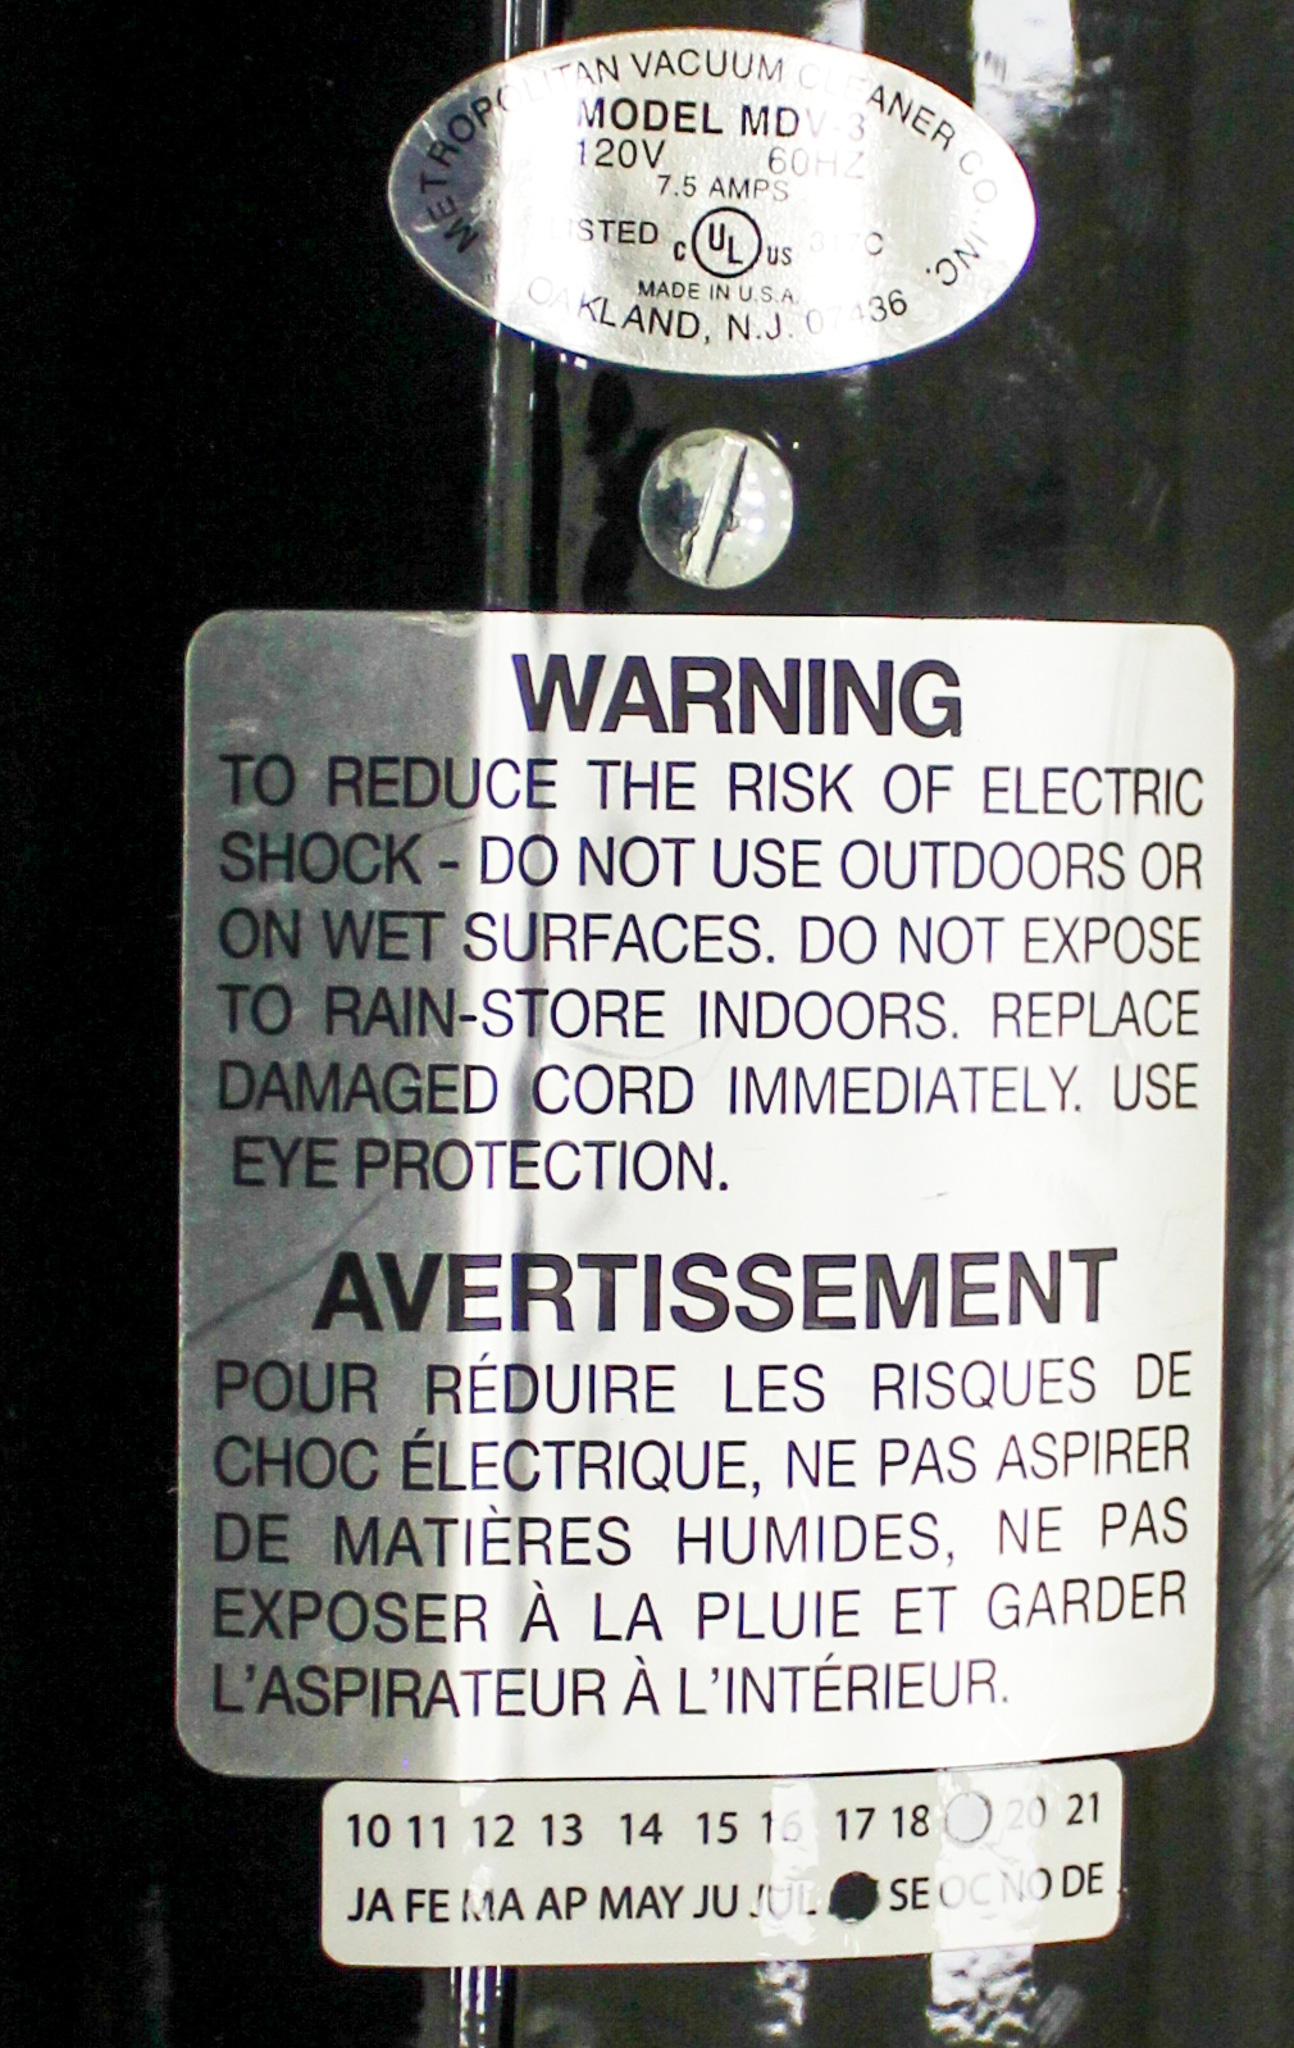 METROPOLITAN VACUUM CLEANER CO., INC.
MODEL MDV-3
120V 60HZ
7.5 AMPS
LISTED C UL US 317C
MADE IN U.S.A.
OAKLAND, N.J. 07436
WARNING
TO REDUCE THE RISK OF ELECTRIC
SHOCK - DO NOT USE OUTDOORS OR
ON WET SURFACES. DO NOT EXPOSE
TO RAIN-STORE INDOORS. REPLACE
DAMAGED CORD IMMEDIATELY. USE
EYE PROTECTION.
AVERTISSEMENT
POUR RÉDUIRE LES RISQUES DE
CHOC ÉLECTRIQUE, NE PAS ASPIRER
DE MATIÈRES HUMIDES, NE PAS
EXPOSER À LA PLUIE ET GARDER
L'ASPIRATEUR À L'INTÉRIEUR.
10 11 12 13 14 15 16 17 18 20 21
JA FE MA AP MAY JU JUL SE OC NO DE